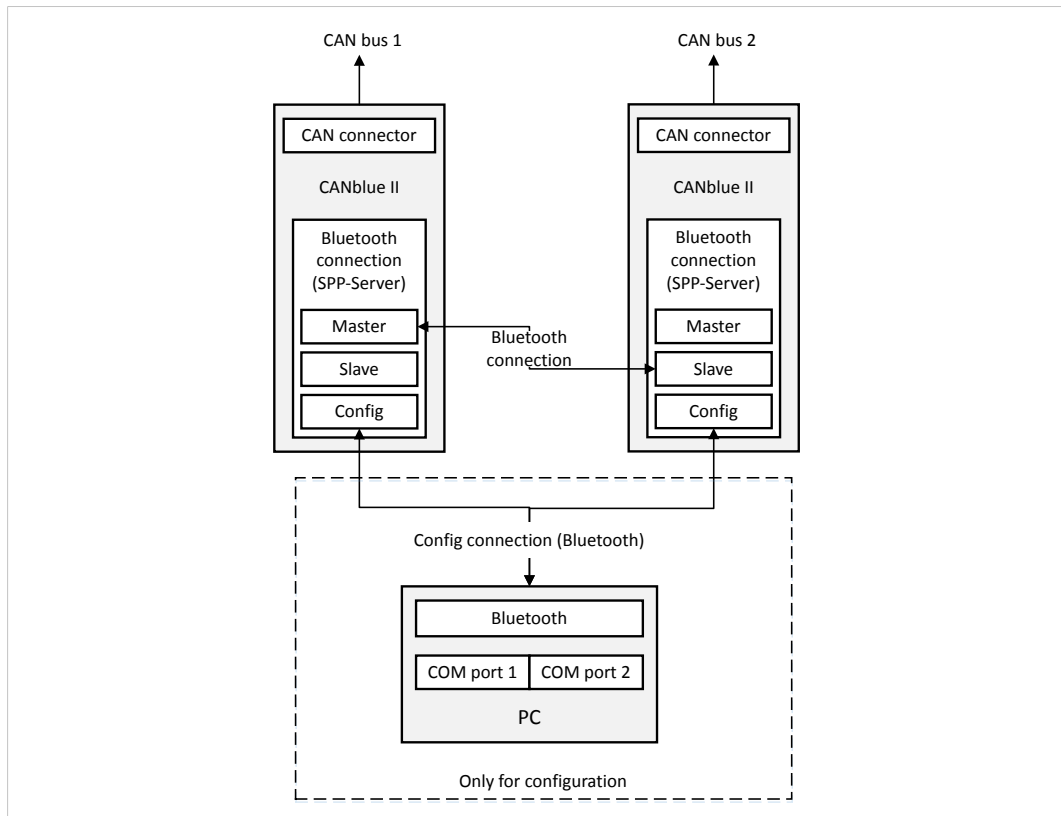 CAN bus 1
CAN bus 2
CAN connector
CAN connector
CANblue II
CANblue II
Bluetooth
connection
(SPP-Server)
Bluetooth
connection
(SPP-Server)
Master
Master
Bluetooth
connection
Slave
Slave
Config
Config
Config connection (Bluetooth)
Bluetooth
COM port 1
COM port 2
PC
Only for configuration